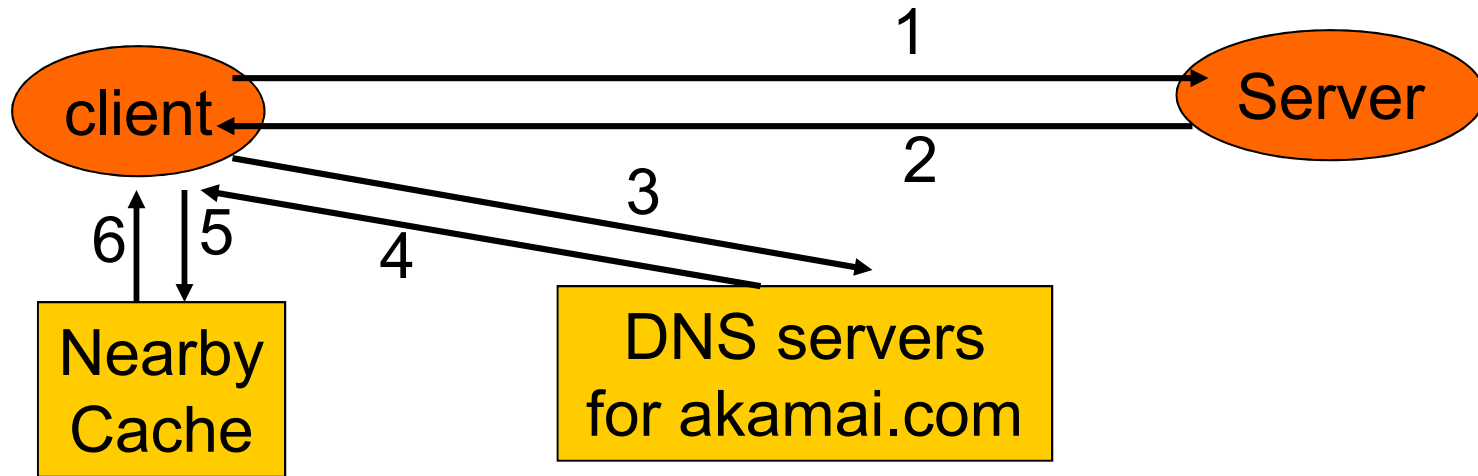 1
client
Server
2
3
4
6
5
Nearby
Cache
DNS servers
for akamai.com